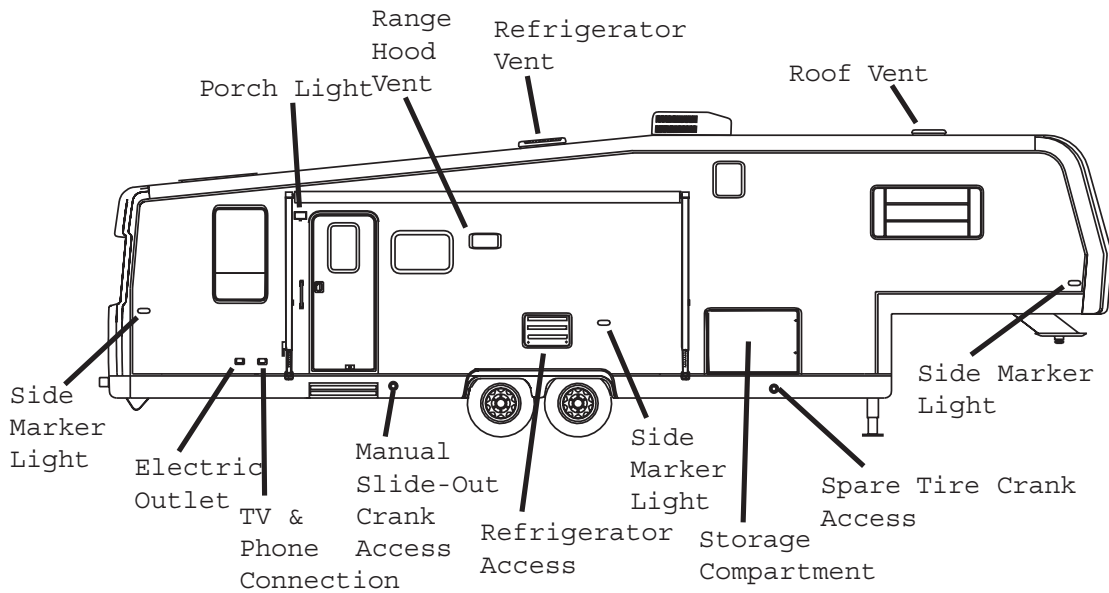 Range
Hood
Vent
Refrigerator
Vent
Roof Vent
Porch Light
Side
Marker
Light
Electric
Outlet
TV &
Phone
Connection
Manual
Slide-Out
Crank
Access
Refrigerator
Access
Side
Marker
Light
Storage
Compartment
Spare Tire Crank
Access
Side Marker
Light